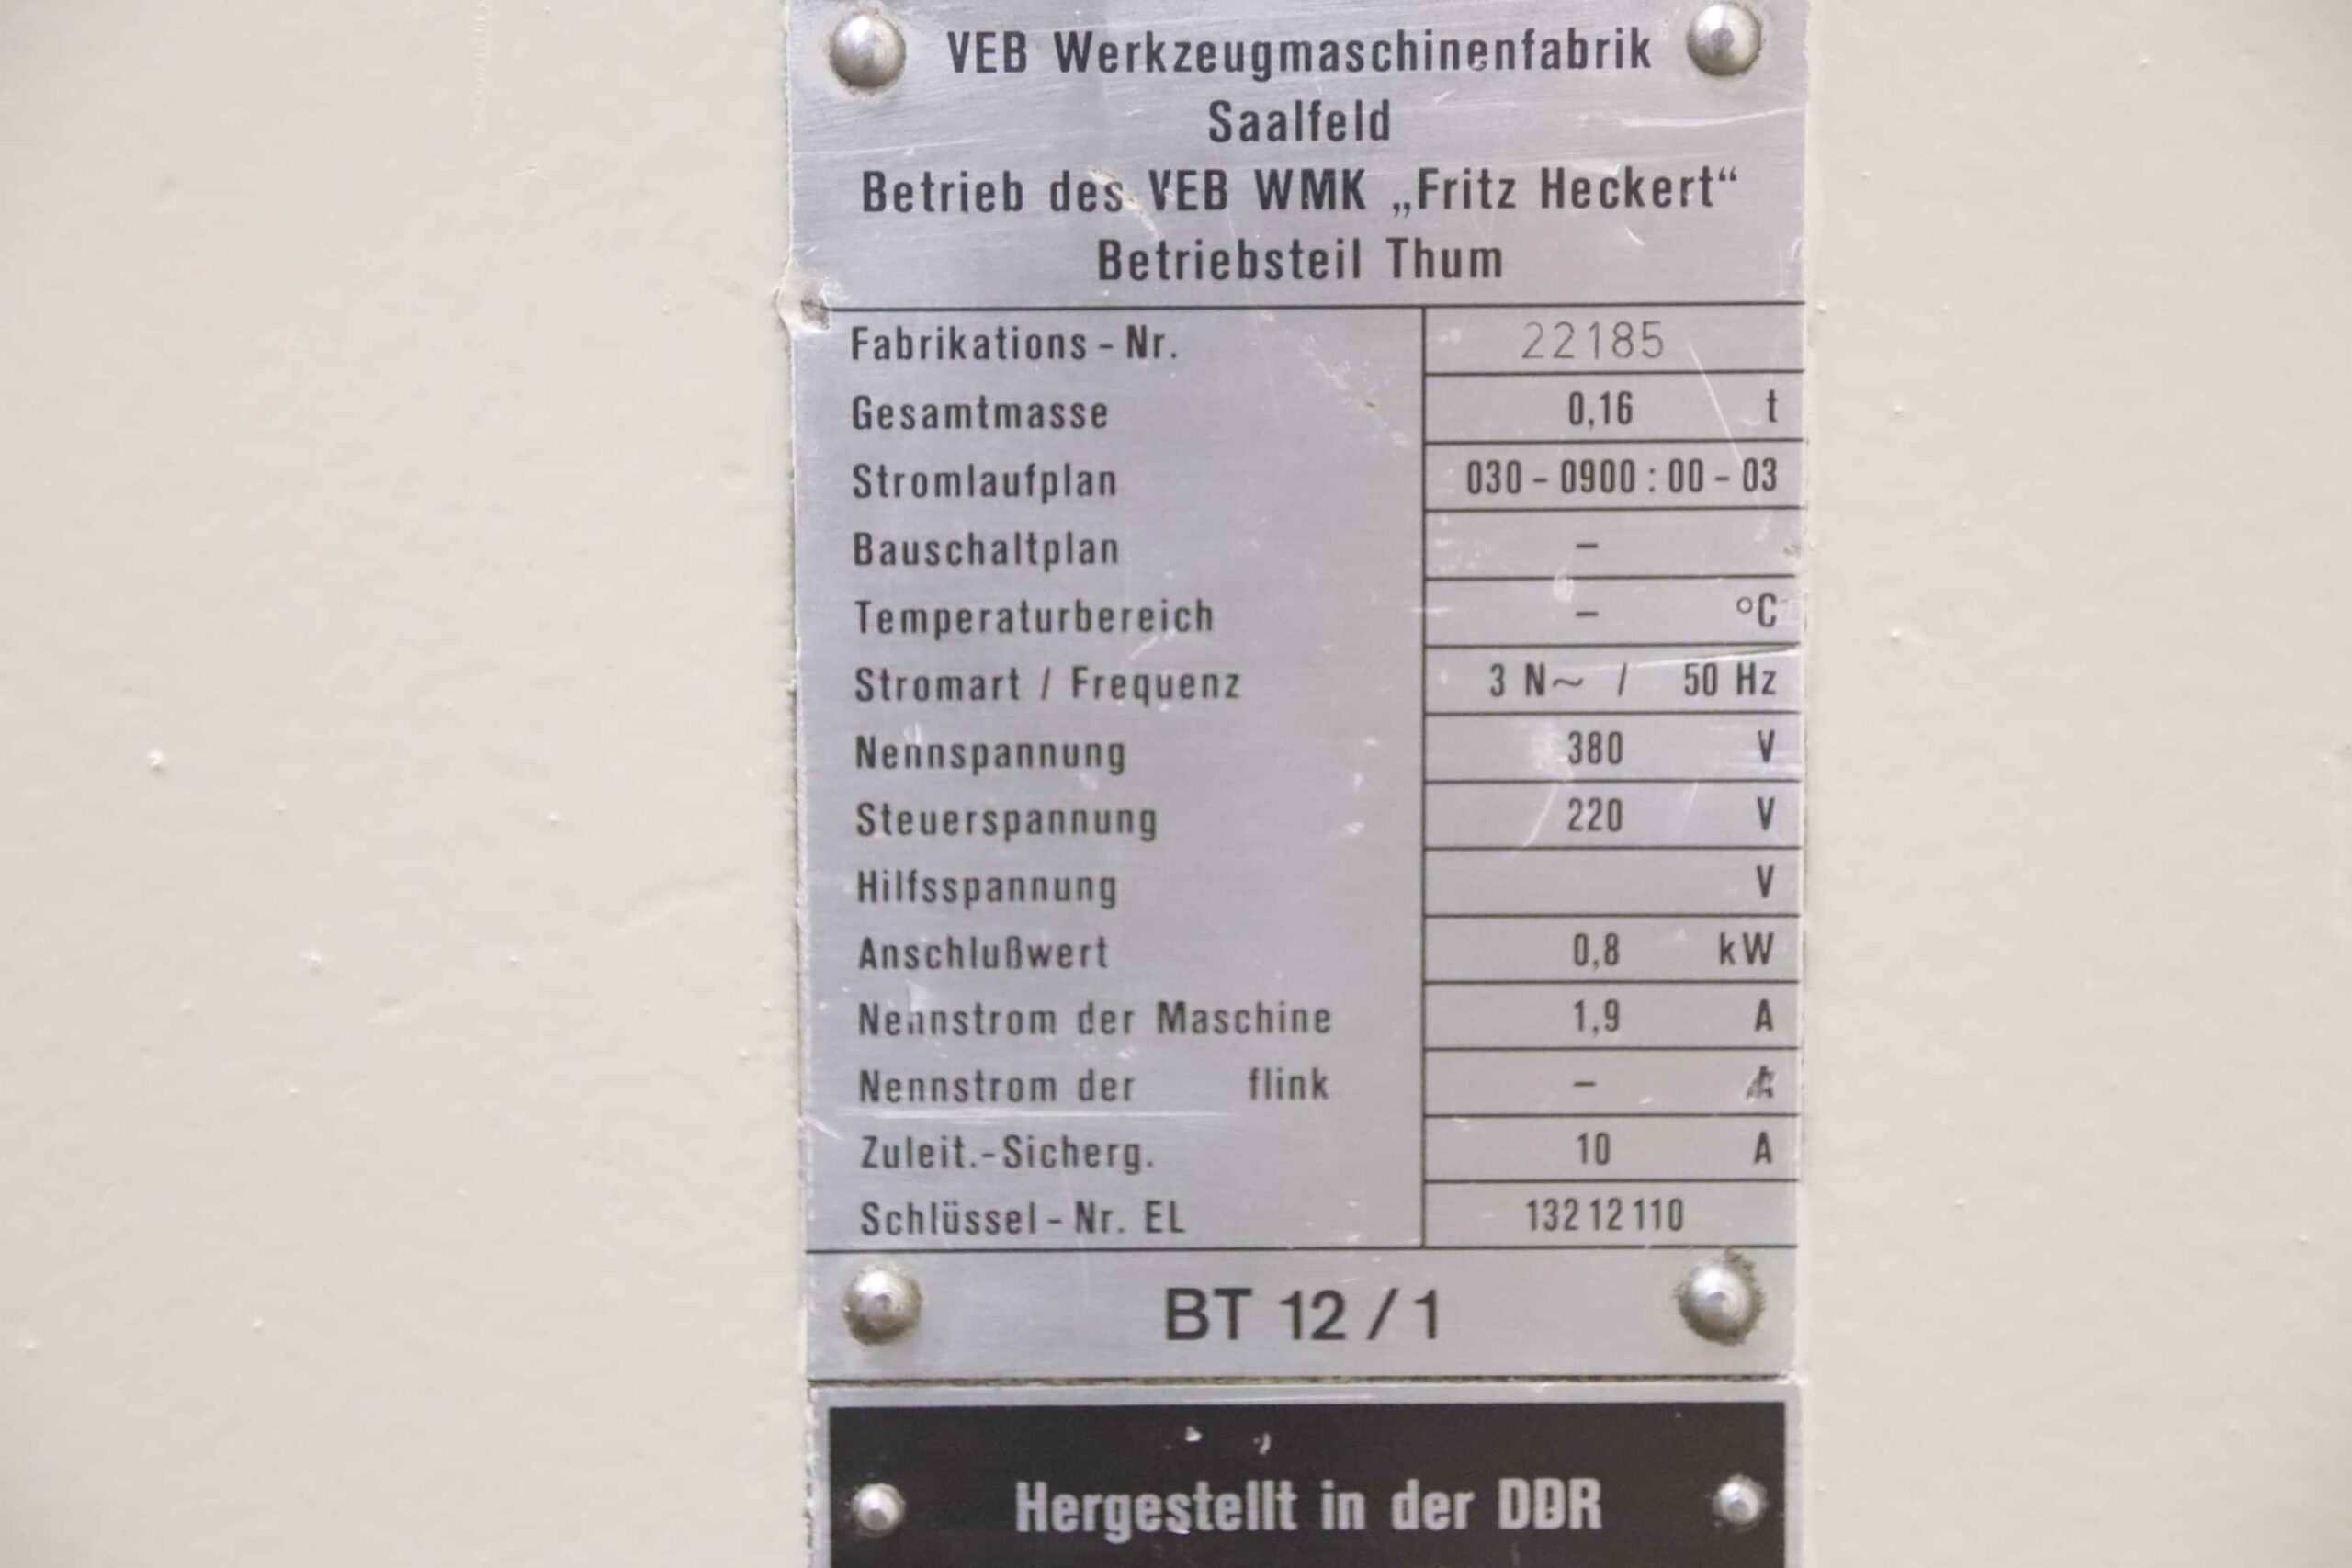 VEB Werkzeugmaschinenfabrik
Saalfeld
Betrieb des VEB WMK „Fritz Heckert“
Betriebsteil Thum
Fabrikations - Nr. 22185
Gesamtmasse 0,16 t
Stromlaufplan 030 - 0900 : 00 - 03
Bauschaltplan –
Temperaturbereich – °C
Stromart / Frequenz 3 N ~ / 50 Hz
Nennspannung 380 V
Steuerspannung 220 V
Hilfsspannung V
Anschlußwert 0,8 kW
Nennstrom der Maschine 1,9 A
Nennstrom der flink – A
Zuleit.-Sicherg. 10 A
Schlüssel - Nr. EL 132 12 110
BT 12 / 1
Hergestellt in der DDR